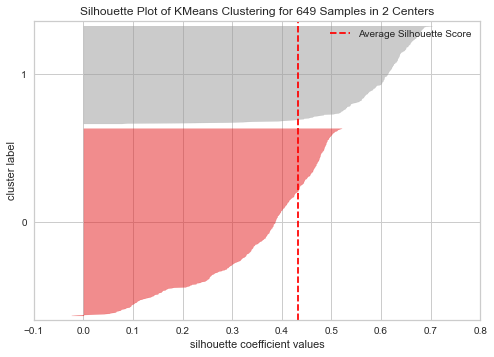 Silhouette Plot of KMeans Clustering for 649 Samples in 2 Centers
Average Silhouette Score
cluster label
1
0
-0.1 0.0 0.1 0.2 0.3 0.4 0.5 0.6 0.7 0.8
silhouette coefficient values